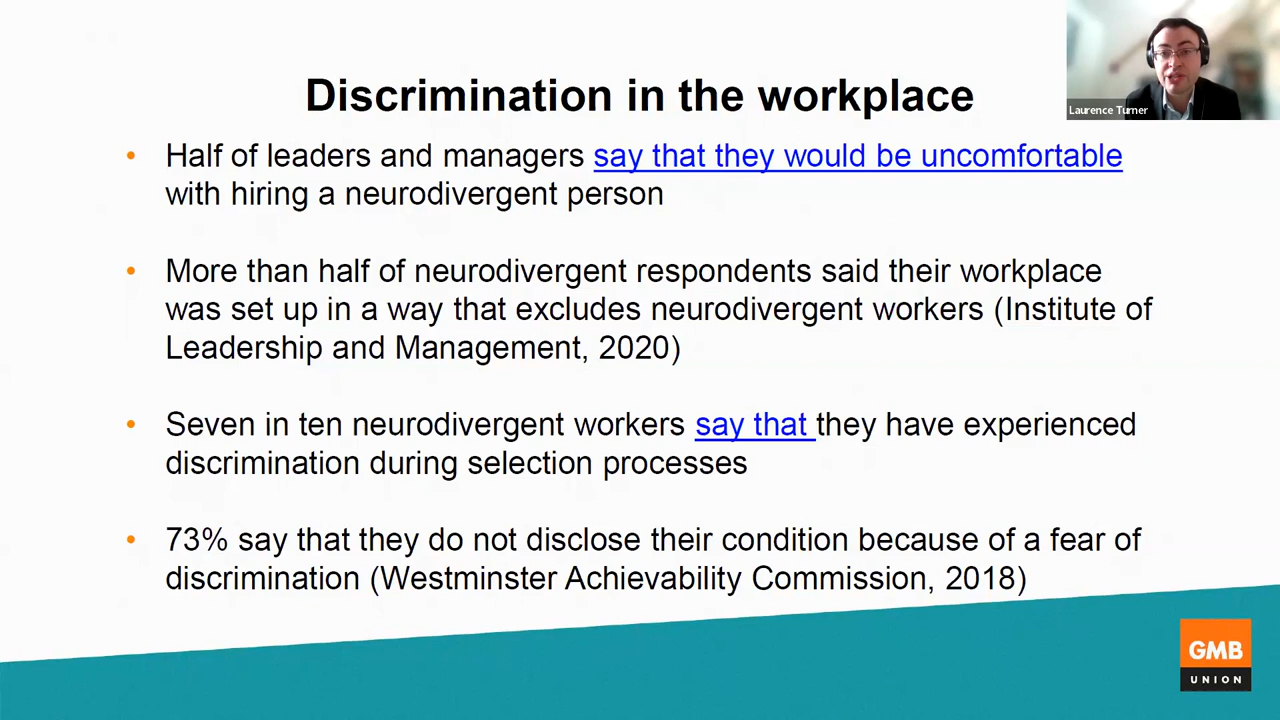 Discrimination in the workplace
Laurence Turner
• Half of leaders and managers say that they would be uncomfortable
with hiring a neurodivergent person
• More than half of neurodivergent respondents said their workplace
was set up in a way that excludes neurodivergent workers (Institute of
Leadership and Management, 2020)
• Seven in ten neurodivergent workers say that they have experienced
discrimination during selection processes
• 73% say that they do not disclose their condition because of a fear of
discrimination (Westminster Achievability Commission, 2018)
GMB
UNION